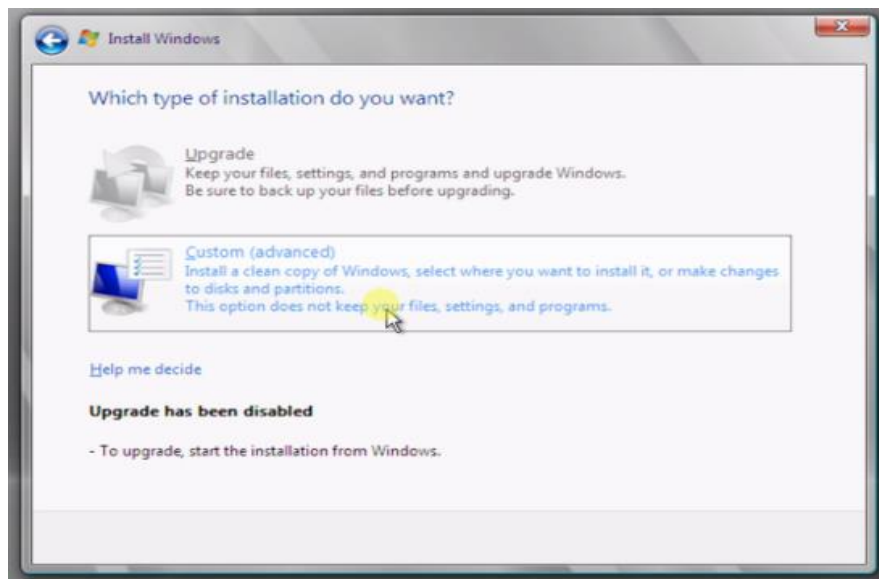 Install Windows
Which type of installation do you want?
Upgrade
Keep your files, settings, and programs and upgrade Windows.
Be sure to back up your files before upgrading.
Custom (advanced)
Install a clean copy of Windows, select where you want to install it, or make changes
to disks and partitions.
This option does not keep your files, settings, and programs.
Help me decide
Upgrade has been disabled
- To upgrade, start the installation from Windows.